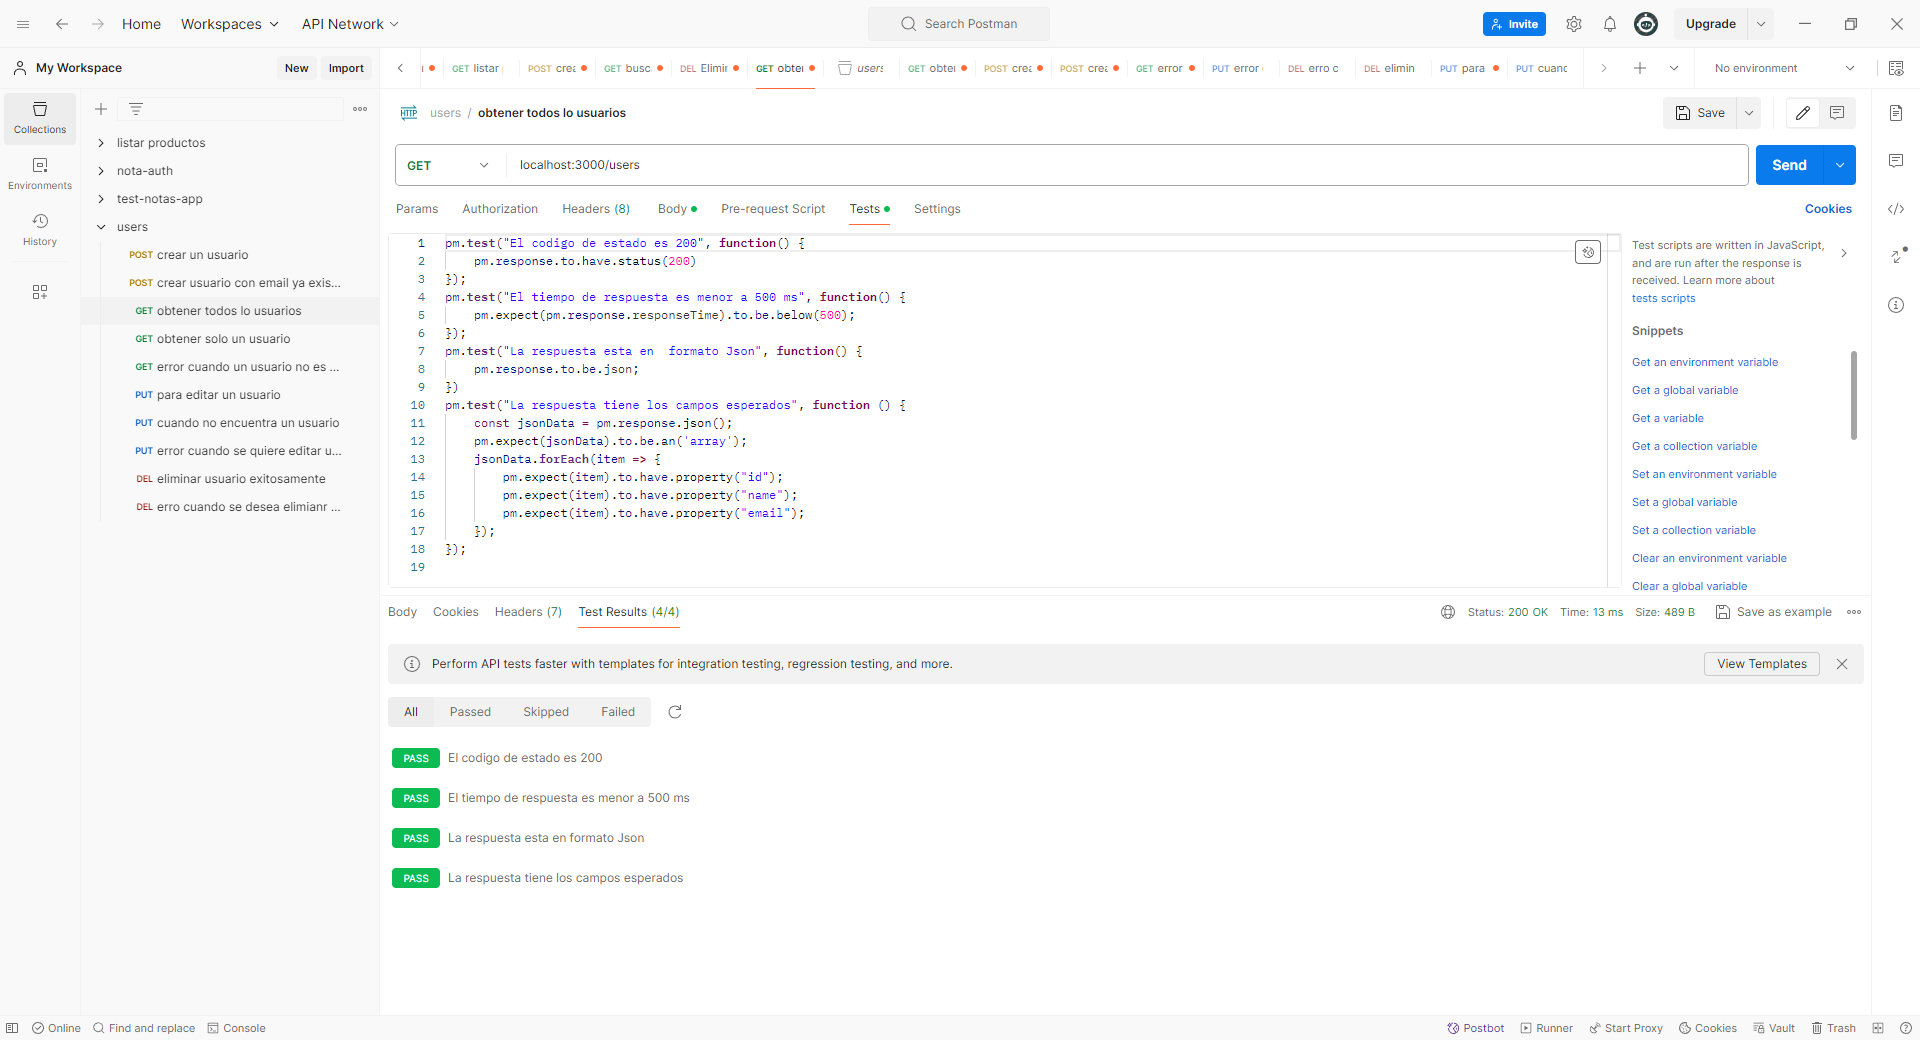 Home Workspaces API Network Search Postman Invite Upgrade
My Workspace New Import
GET listar POST crea GET busc DEL Elimir GET obte users GET obte POST crea POST crea GET error PUT error DEL erro c DEL elimin PUT para PUT cuand No environment
Collections
Environments
History
listar productos
nota-auth
test-notas-app
users
POST crear un usuario
POST crear usuario con email ya exis...
GET obtener todos lo usuarios
GET obtener solo un usuario
GET error cuando un usuario no es ...
PUT para editar un usuario
PUT cuando no encuentra un usuario
PUT error cuando se quiere editar u...
DEL eliminar usuario exitosamente
DEL erro cuando se desea elimianr ...
HTTP users / obtener todos lo usuarios Save
GET localhost:3000/users Send
Params Authorization Headers (8) Body Pre-request Script Tests Settings Cookies
1 pm.test("El codigo de estado es 200", function() {
2 pm.response.to.have.status(200)
3 });
4 pm.test("El tiempo de respuesta es menor a 500 ms", function() {
5 pm.expect(pm.response.responseTime).to.be.below(500);
6 });
7 pm.test("La respuesta esta en  formato Json", function() {
8 pm.response.to.be.json;
9 })
10 pm.test("La respuesta tiene los campos esperados", function () {
11 const jsonData = pm.response.json();
12 pm.expect(jsonData).to.be.an('array');
13 jsonData.forEach(item => {
14 pm.expect(item).to.have.property("id");
15 pm.expect(item).to.have.property("name");
16 pm.expect(item).to.have.property("email");
17 });
18 });
19
Test scripts are written in JavaScript,
and are run after the response is
received. Learn more about
tests scripts
Snippets
Get an environment variable
Get a global variable
Get a variable
Get a collection variable
Set an environment variable
Set a global variable
Set a collection variable
Clear an environment variable
Clear a global variable
Body Cookies Headers (7) Test Results (4/4) Status: 200 OK Time: 13 ms Size: 489 B Save as example
Perform API tests faster with templates for integration testing, regression testing, and more. View Templates
All Passed Skipped Failed
PASS El codigo de estado es 200
PASS El tiempo de respuesta es menor a 500 ms
PASS La respuesta esta en formato Json
PASS La respuesta tiene los campos esperados
Online Find and replace Console Postbot Runner Start Proxy Cookies Vault Trash